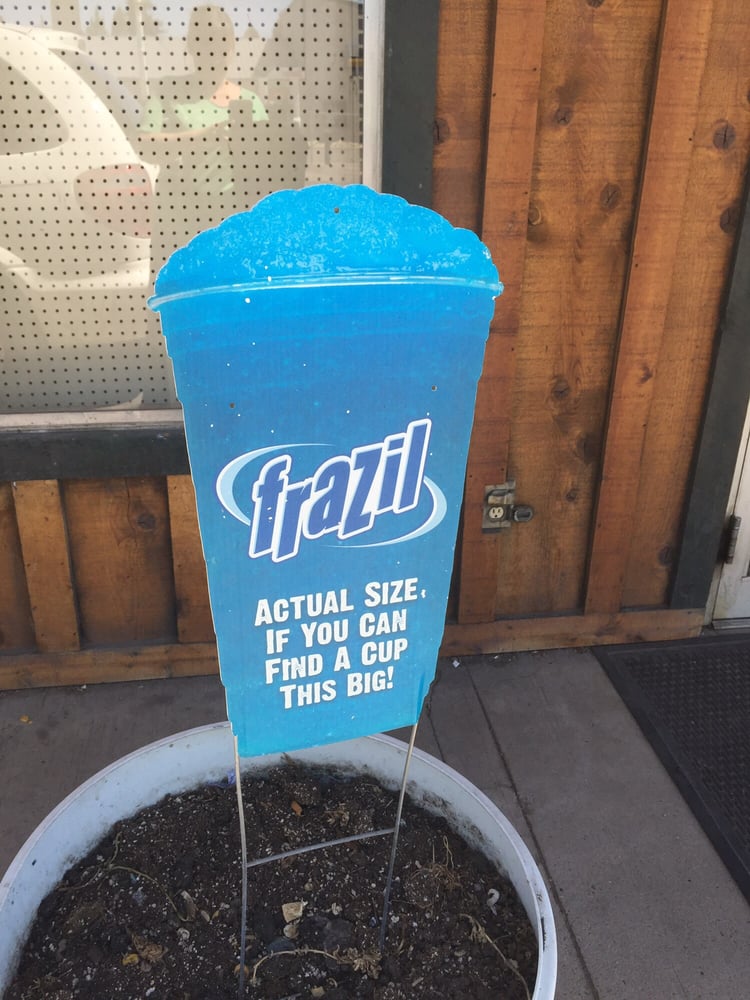 frazil
ACTUAL SIZE,
IF YOU CAN
FIND A CUP
THIS BIG!